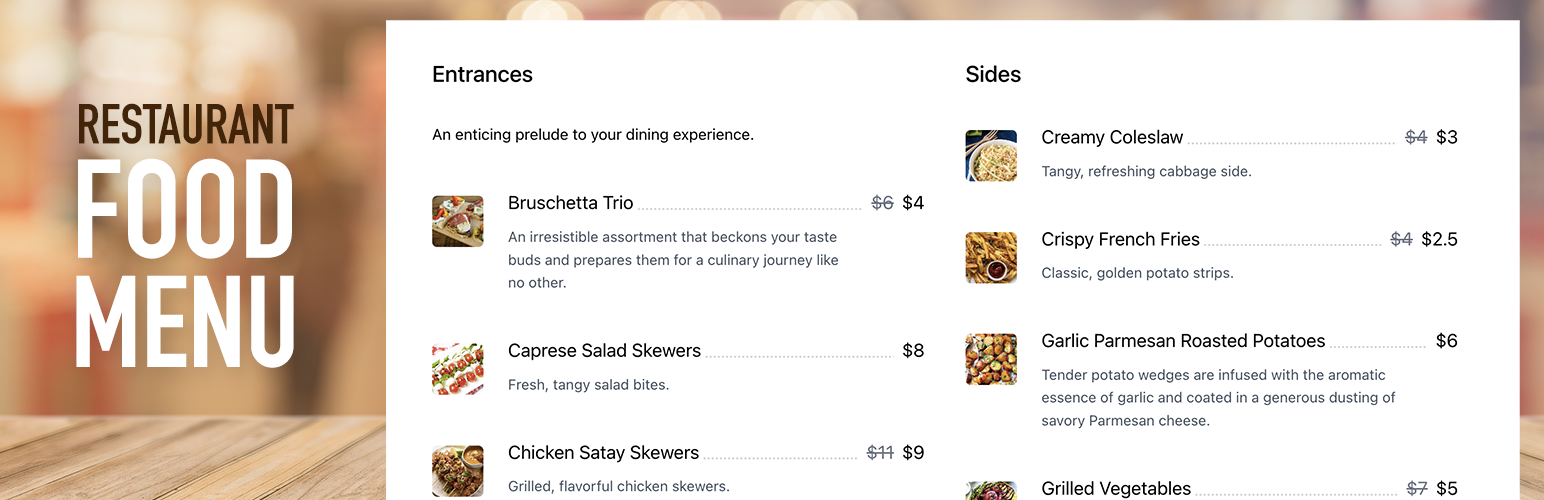 RESTAURANT
FOOD
MENU
Entrances
An enticing prelude to your dining experience.
Bruschetta Trio $6 $4
An irresistible assortment that beckons your taste
buds and prepares them for a culinary journey like
no other.
Caprese Salad Skewers $8
Fresh, tangy salad bites.
Chicken Satay Skewers $11 $9
Grilled, flavorful chicken skewers.
Sides
Creamy Coleslaw $4 $3
Tangy, refreshing cabbage side.
Crispy French Fries $4 $2.5
Classic, golden potato strips.
Garlic Parmesan Roasted Potatoes $6
Tender potato wedges are infused with the aromatic
essence of garlic and coated in a generous dusting of
savory Parmesan cheese.
Grilled Vegetables $7 $5